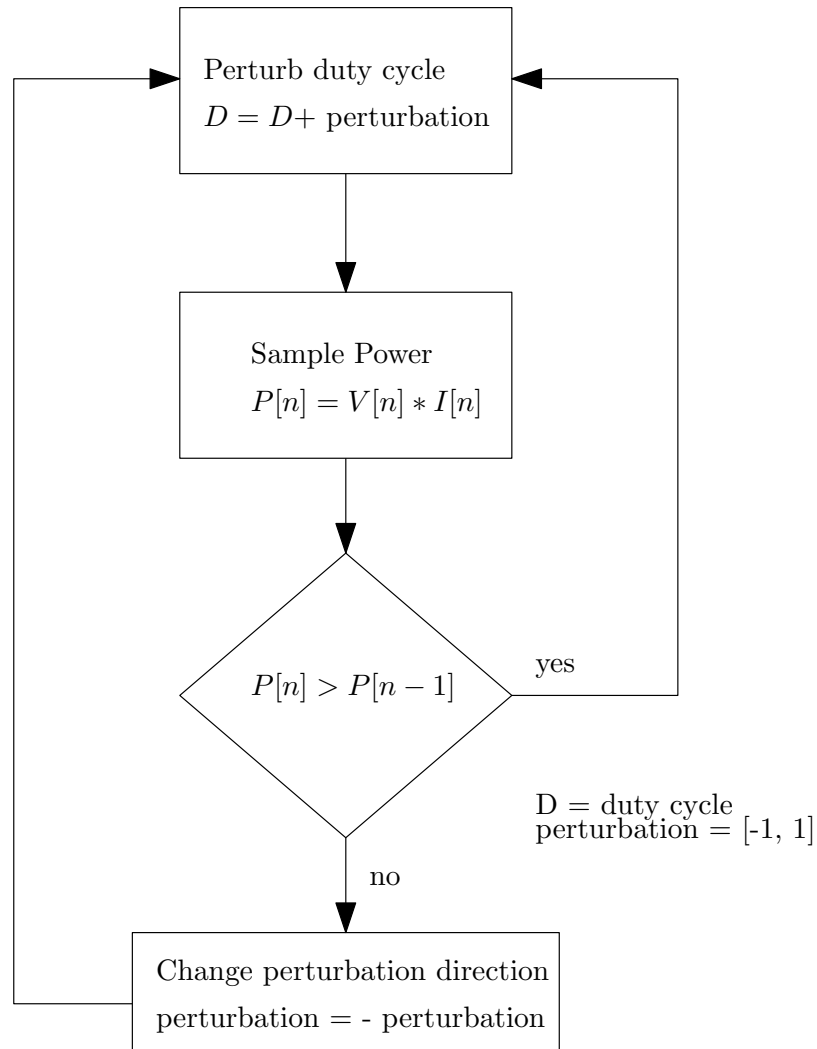 Perturb duty cycle
D = D+ perturbation
Sample Power
P[n] = V[n] ∗ I[n]
P[n] > P[n − 1]
yes
D = duty cycle
perturbation = [-1, 1]
no
Change perturbation direction
perturbation = - perturbation